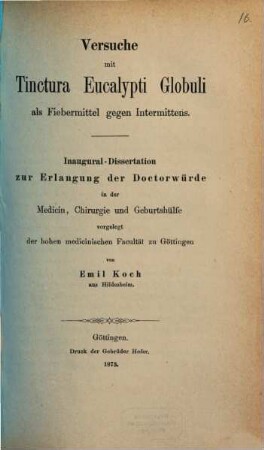 16.
Versuche
mit
Tinctura Eucalypti Globuli
als Fiebermittel gegen Intermittens.
Inaugural-Dissertation
zur Erlangung der Doctorwürde
in der
Medicin, Chirurgie und Geburtshülfe
vorgelegt
der hohen medicinischen Facultät zu Göttingen
von
Emil Koch
aus Hildesheim.
Göttingen.
Druck der Gebrüder Hofer.